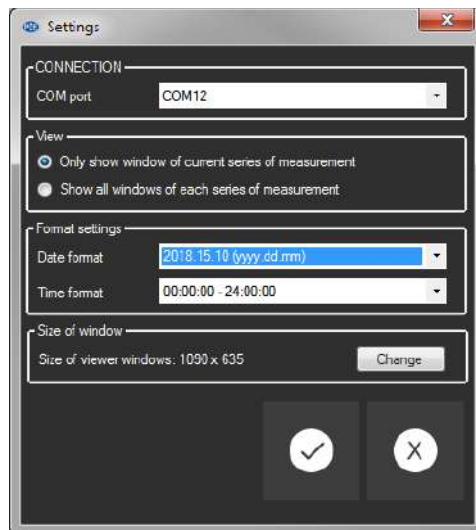 Settings
CONNECTION
COM port COM12
View
Only show window of current series of measurement
Show all windows of each series of measurement
Format settings
Date format 2018.15.10 (yyyy.dd.mm)
Time format 00:00:00 - 24:00:00
Size of window
Size of viewer windows: 1090 x 635 Change